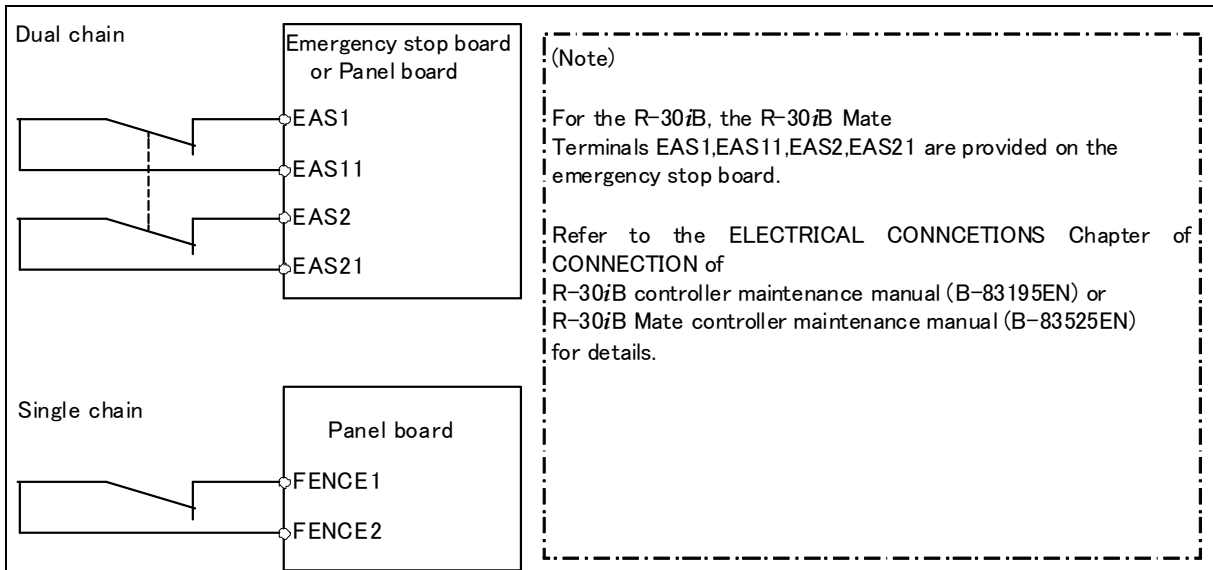 Dual chain
Emergency stop board
or Panel board
EAS1
EAS11
EAS2
EAS21
Single chain
Panel board
FENCE1
FENCE2
(Note)
For the R-30iB, the R-30iB Mate
Terminals EAS1,EAS11,EAS2,EAS21 are provided on the
emergency stop board.
Refer to the ELECTRICAL CONNCETIONS Chapter of
CONNECTION of
R-30iB controller maintenance manual (B-83195EN) or
R-30iB Mate controller maintenance manual (B-83525EN)
for details.